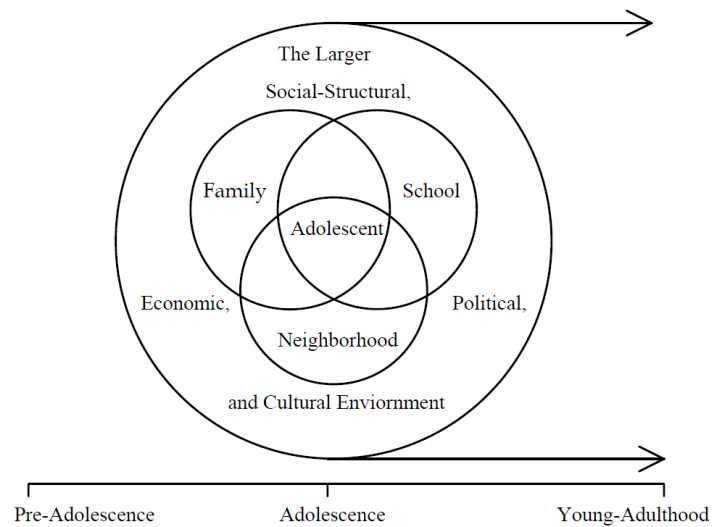 The Larger
Social-Structural,
Family
School
Adolescent
Economic,
Political,
Neighborhood
and Cultural Enviornment
Pre-Adolescence
Adolescence
Young-Adulthood